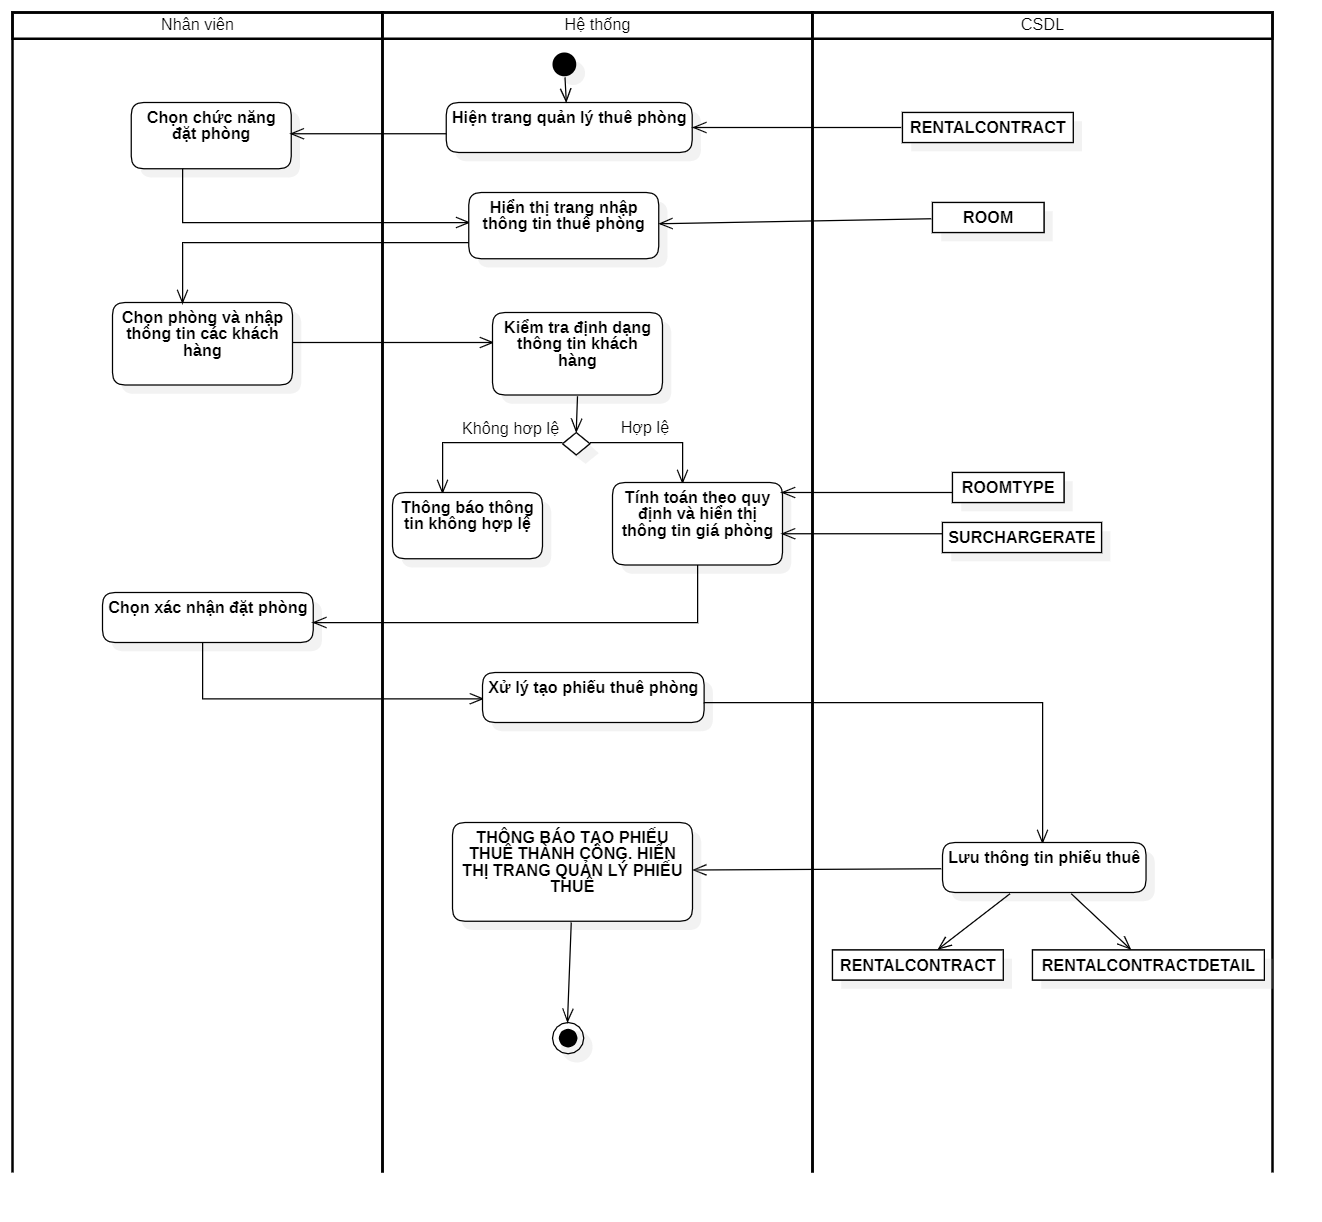 Nhân viên
Hệ thống
CSDL
Chọn chức năng
đặt phòng
Hiện trang quản lý thuê phòng
RENTALCONTRACT
Hiển thị trang nhập
thông tin thuê phòng
ROOM
Chọn phòng và nhập
thông tin các khách
hàng
Kiểm tra định dạng
thông tin khách
hàng
Không hơp lệ
Hợp lệ
Thông báo thông
tin không hợp lệ
Tính toán theo quy
định và hiển thị
thông tin giá phòng
ROOMTYPE
SURCHARGERATE
Chọn xác nhận đặt phòng
Xử lý tạo phiếu thuê phòng
THÔNG BÁO TẠO PHIẾU
THUÊ THÀNH CÔNG. HIỂN
THỊ TRANG QUẢN LÝ PHIẾU
THUÊ
Lưu thông tin phiếu thuê
RENTALCONTRACT
RENTALCONTRACTDETAIL